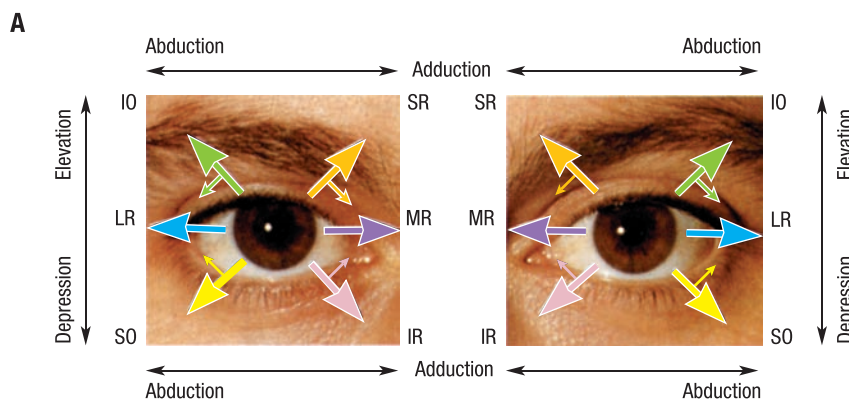 A
Abduction
Abduction
Adduction
IO
SR
SR
IO
Elevation
Elevation
LR
MR
MR
LR
Depression
Depression
SO
IR
IR
SO
Adduction
Abduction
Abduction